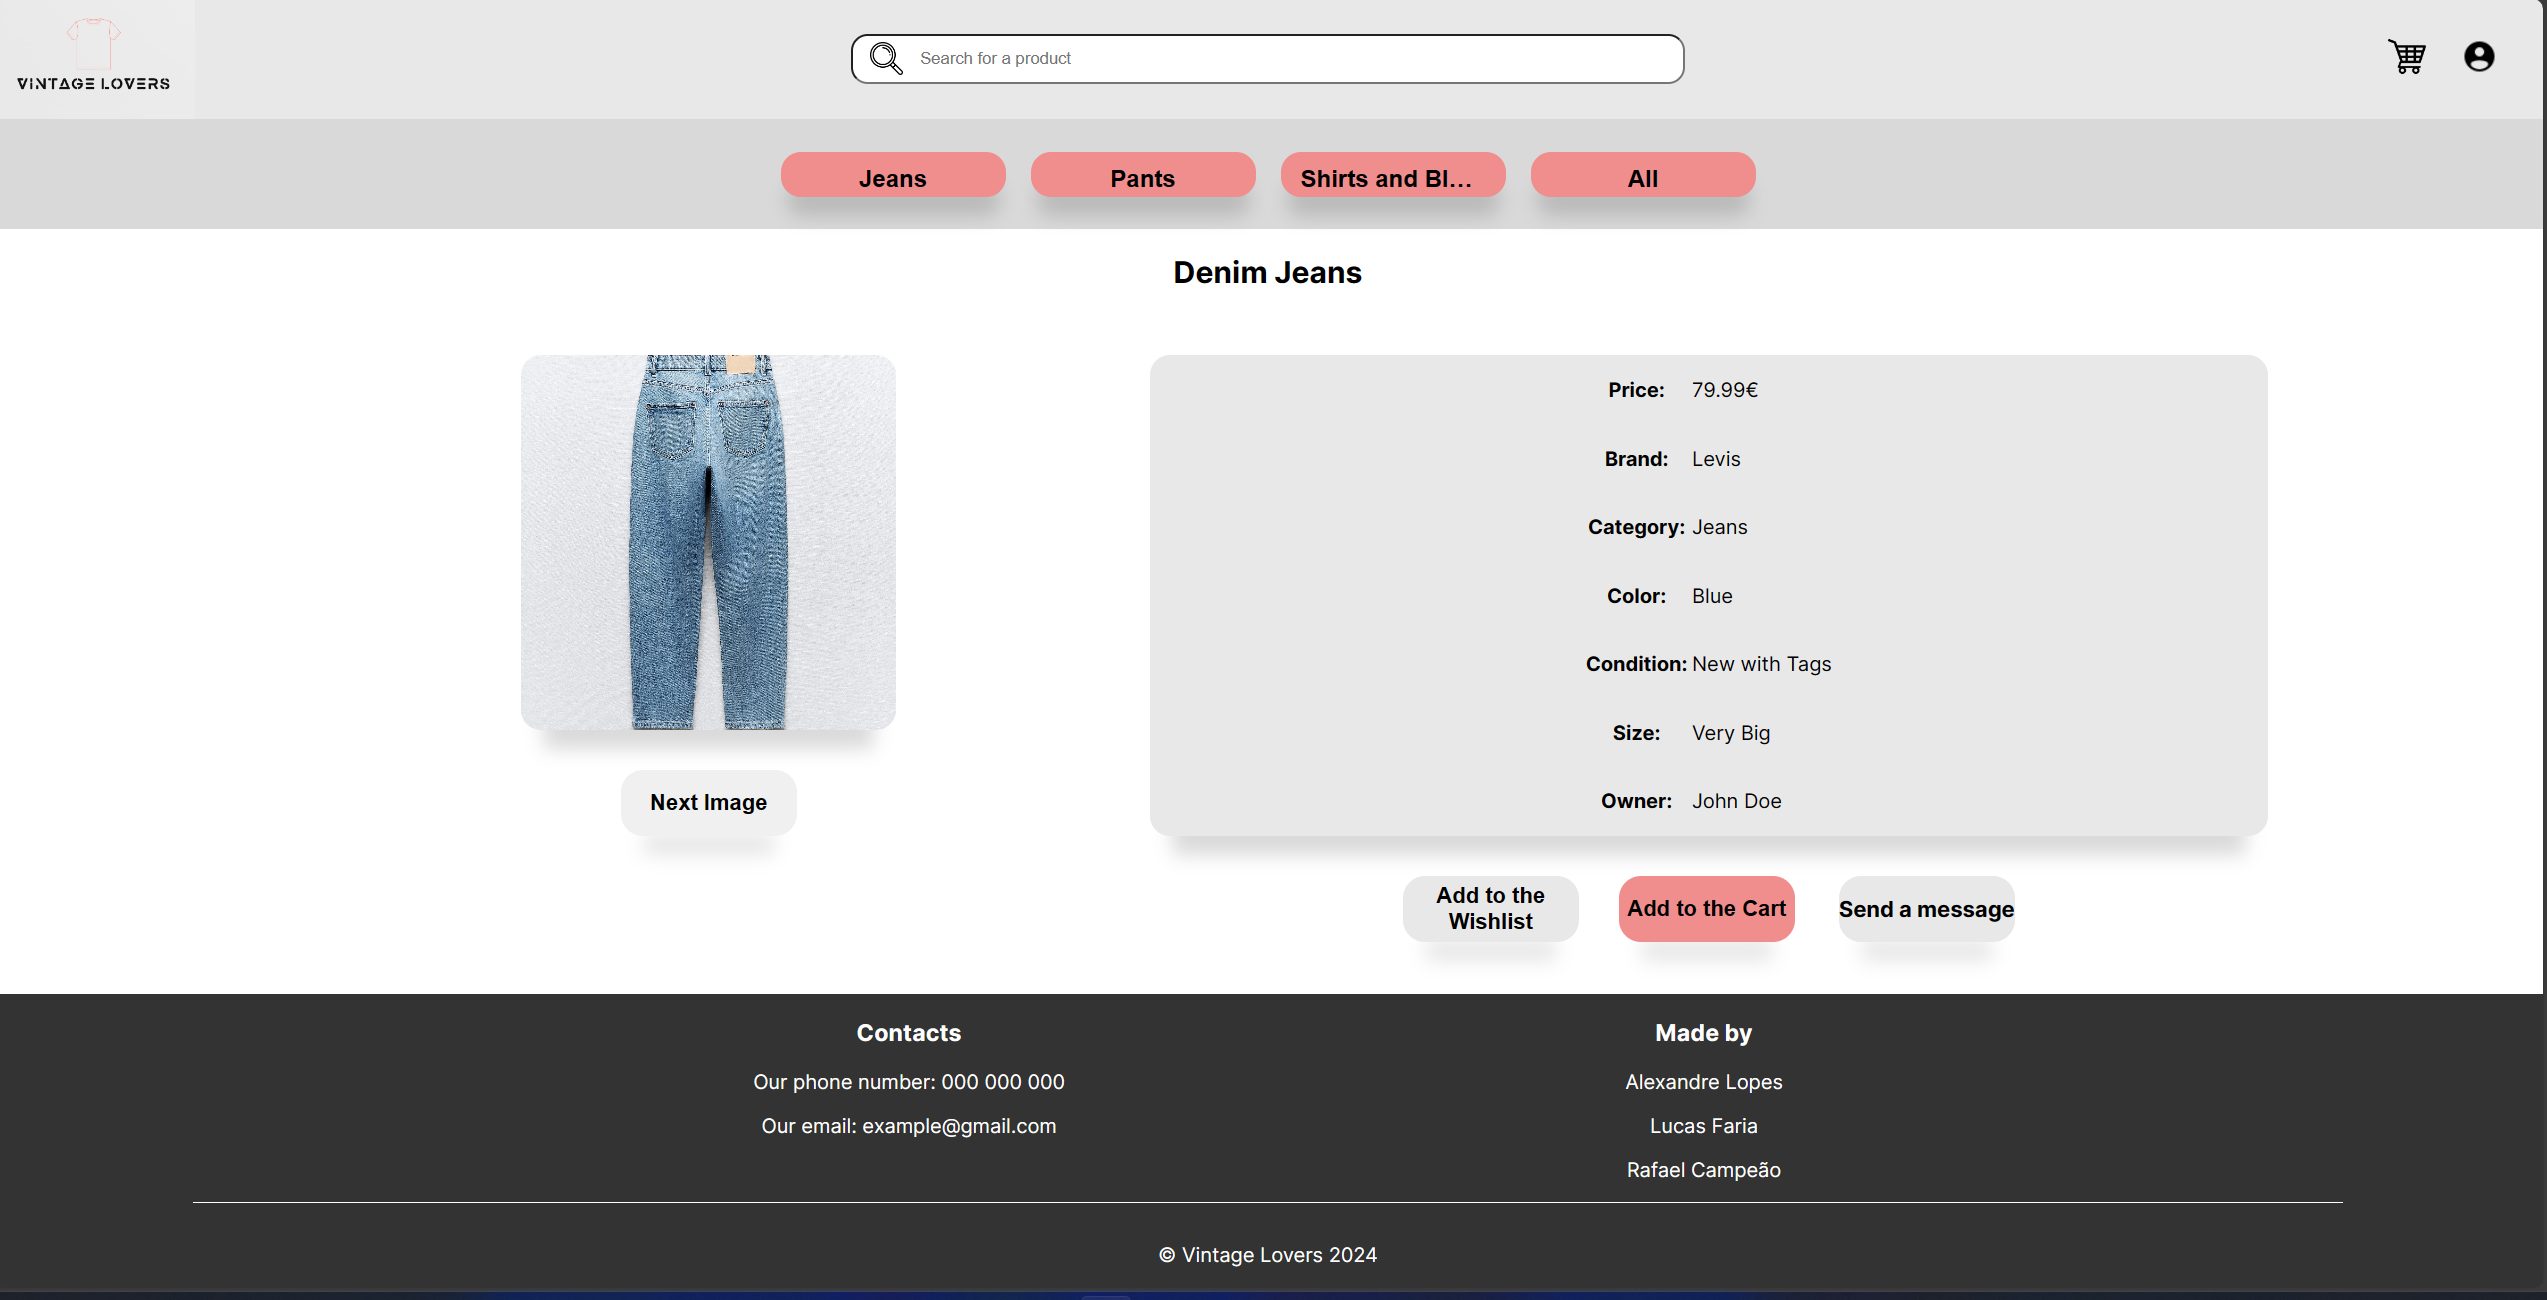 VINTAGE LOVERS
Search for a product
Jeans
Pants
Shirts and Bl...
All
Denim Jeans
Price: 79.99€
Brand: Levis
Category: Jeans
Color: Blue
Condition: New with Tags
Size: Very Big
Owner: John Doe
Next Image
Add to the
Wishlist
Add to the Cart
Send a message
Contacts
Our phone number: 000 000 000
Our email: example@gmail.com
Made by
Alexandre Lopes
Lucas Faria
Rafael Campeão
© Vintage Lovers 2024